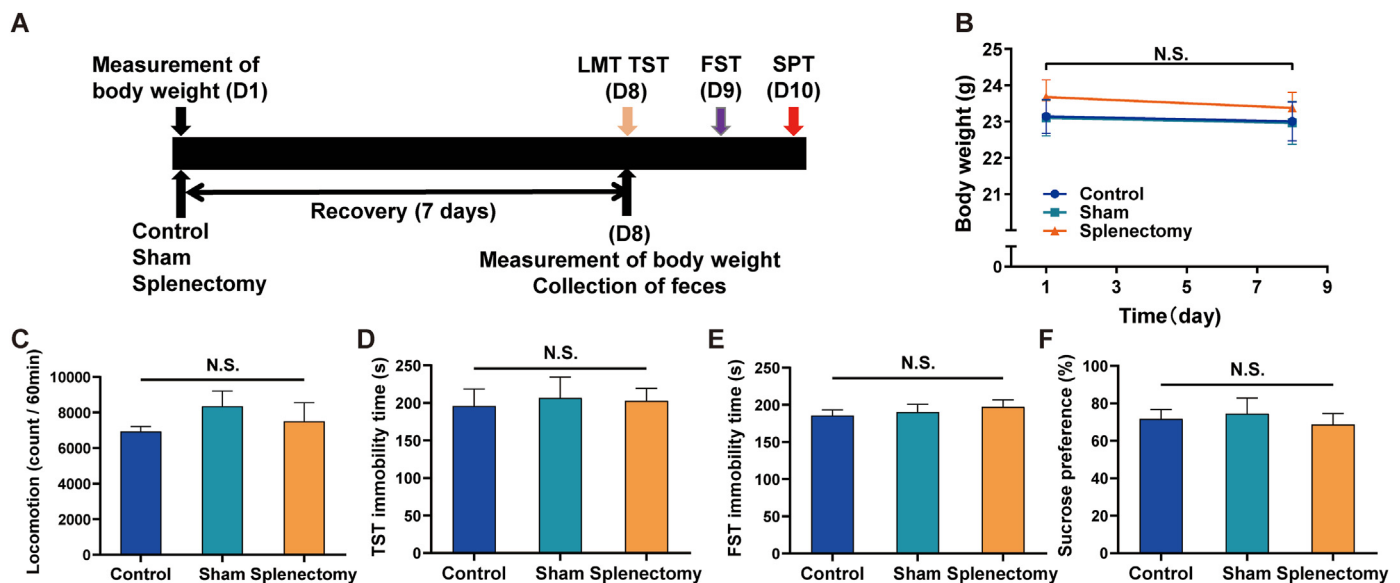 A
Measurement of
body weight (D1)
LMT TST
(D8)
FST
(D9)
SPT
(D10)
Recovery (7 days)
Control
Sham
Splenectomy
(D8)
Measurement of body weight
Collection of feces
B
Body weight (g)
25
24
23
22
21
0
N.S.
Control
Sham
Splenectomy
1
3
5
7
9
Time（day)
C
Locomotion (count / 60min)
10000
8000
6000
4000
2000
0
N.S.
Control
Sham
Splenectomy
D
TST immobility time (s)
250
200
150
100
50
0
N.S.
Control
Sham
Splenectomy
E
FST immobility time (s)
250
200
150
100
50
0
N.S.
Control
Sham
Splenectomy
F
Sucrose preference (%)
100
80
60
40
20
0
N.S.
Control
Sham
Splenectomy